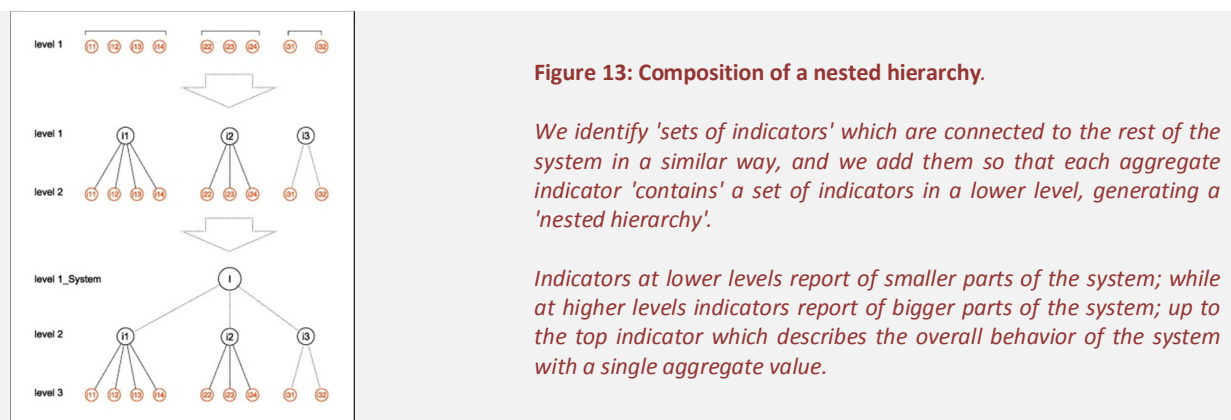 level 1 i11 i12 i13 i14 i22 i23 i24 i31 i32
level 1 i1 i2 i3
level 2 i11 i12 i13 i14 i22 i23 i24 i31 i32
level 1_System I
level 2 i1 i2 i3
level 3 i11 i12 i13 i14 i22 i23 i24 i31 i32
Figure 13: Composition of a nested hierarchy.
We identify 'sets of indicators' which are connected to the rest of the
system in a similar way, and we add them so that each aggregate
indicator 'contains' a set of indicators in a lower level, generating a
'nested hierarchy'.
Indicators at lower levels report of smaller parts of the system; while
at higher levels indicators report of bigger parts of the system; up to
the top indicator which describes the overall behavior of the system
with a single aggregate value.